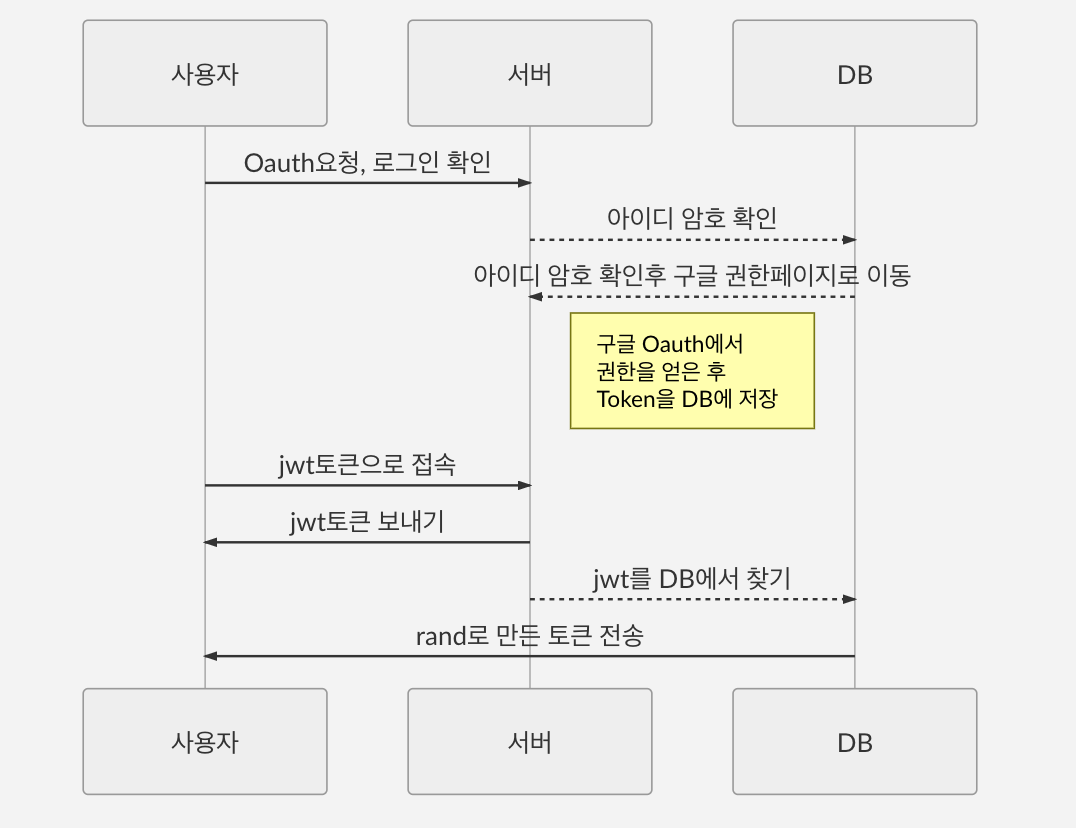 사용자
서버
DB
Oauth요청, 로그인 확인
아이디 암호 확인
아이디 암호 확인후 구글 권한페이지로 이동
구글 Oauth에서
권한을 얻은 후
Token을 DB에 저장
jwt토큰으로 접속
jwt토큰 보내기
jwt를 DB에서 찾기
rand로 만든 토큰 전송
사용자
서버
DB